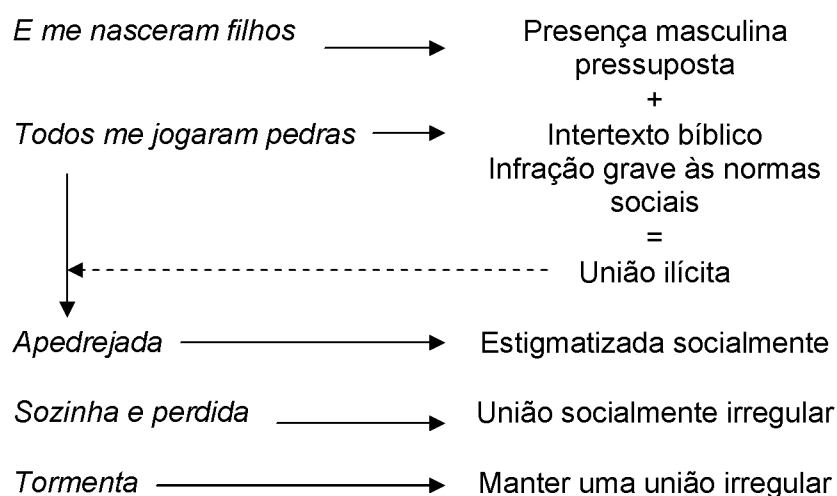 E me nasceram filhos
Presença masculina
pressuposta
+
Todos me jogaram pedras
Intertexto bíblico
Infração grave às normas
sociais
=
União ilícita
Apedrejada
Estigmatizada socialmente
Sozinha e perdida
União socialmente irregular
Tormenta
Manter uma união irregular